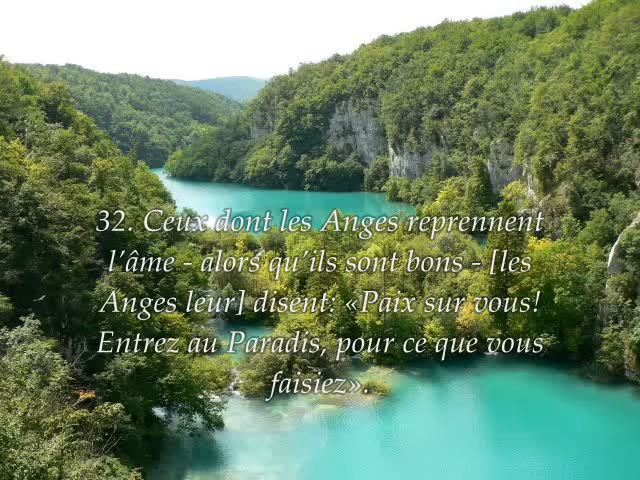 32. Ceux dont les Anges reprennent
l'âme - alors qu'ils sont bons - [les
Anges leur] disent: «Paix sur vous!
Entrez au Paradis, pour ce que vous
faisiez».